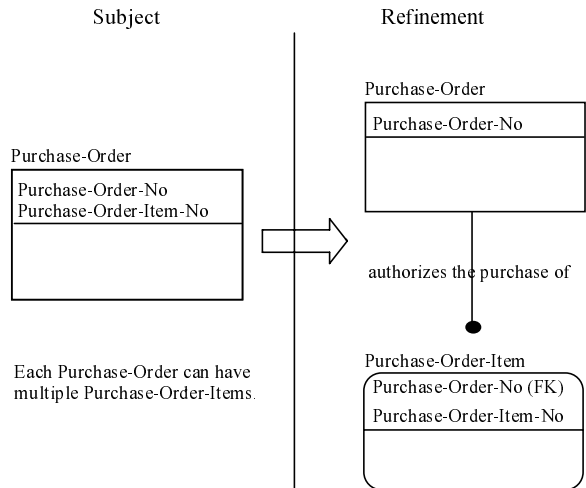 Subject
Refinement
Purchase-Order
Purchase-Order-No
Purchase-Order-Item-No
Each Purchase-Order can have
multiple Purchase-Order-Items.
Purchase-Order
Purchase-Order-No
authorizes the purchase of
Purchase-Order-Item
Purchase-Order-No (FK)
Purchase-Order-Item-No